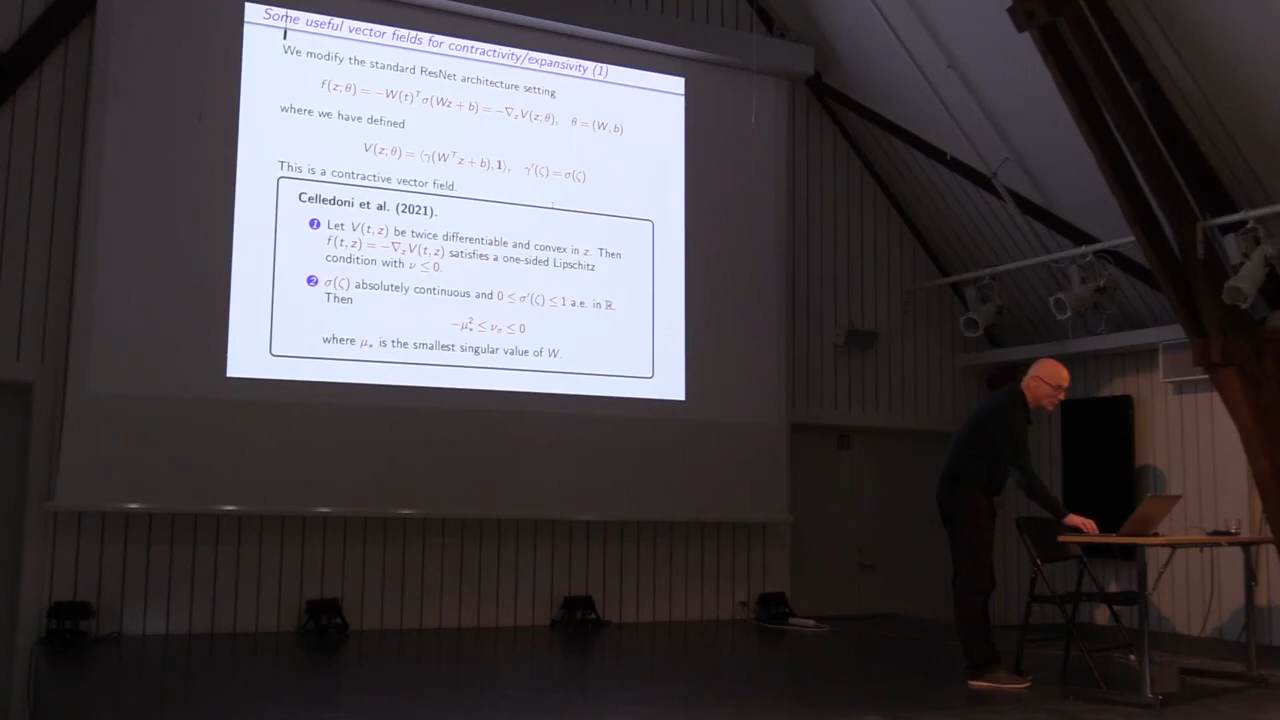 Some useful vector fields for contractivity/expansivity (1)
We modify the standard ResNet architecture setting
f(z; θ) = −W(t)ᵀσ(Wz + b) = −∇_z V(z; θ), θ = (W, b)
where we have defined
V(z; θ) = ⟨γ(Wᵀz + b), 1⟩, γ′(ζ) = σ(ζ)
This is a contractive vector field.
Celledoni et al. (2021).
1 Let V(t, z) be twice differentiable and convex in z. Then
f(t, z) = −∇_z V(t, z) satisfies a one-sided Lipschitz
condition with ν ≤ 0.
2 σ(ζ) absolutely continuous and 0 ≤ σ′(ζ) ≤ 1 a.e. in ℝ.
Then
−μ²_* ≤ ν_σ ≤ 0
where μ_* is the smallest singular value of W.